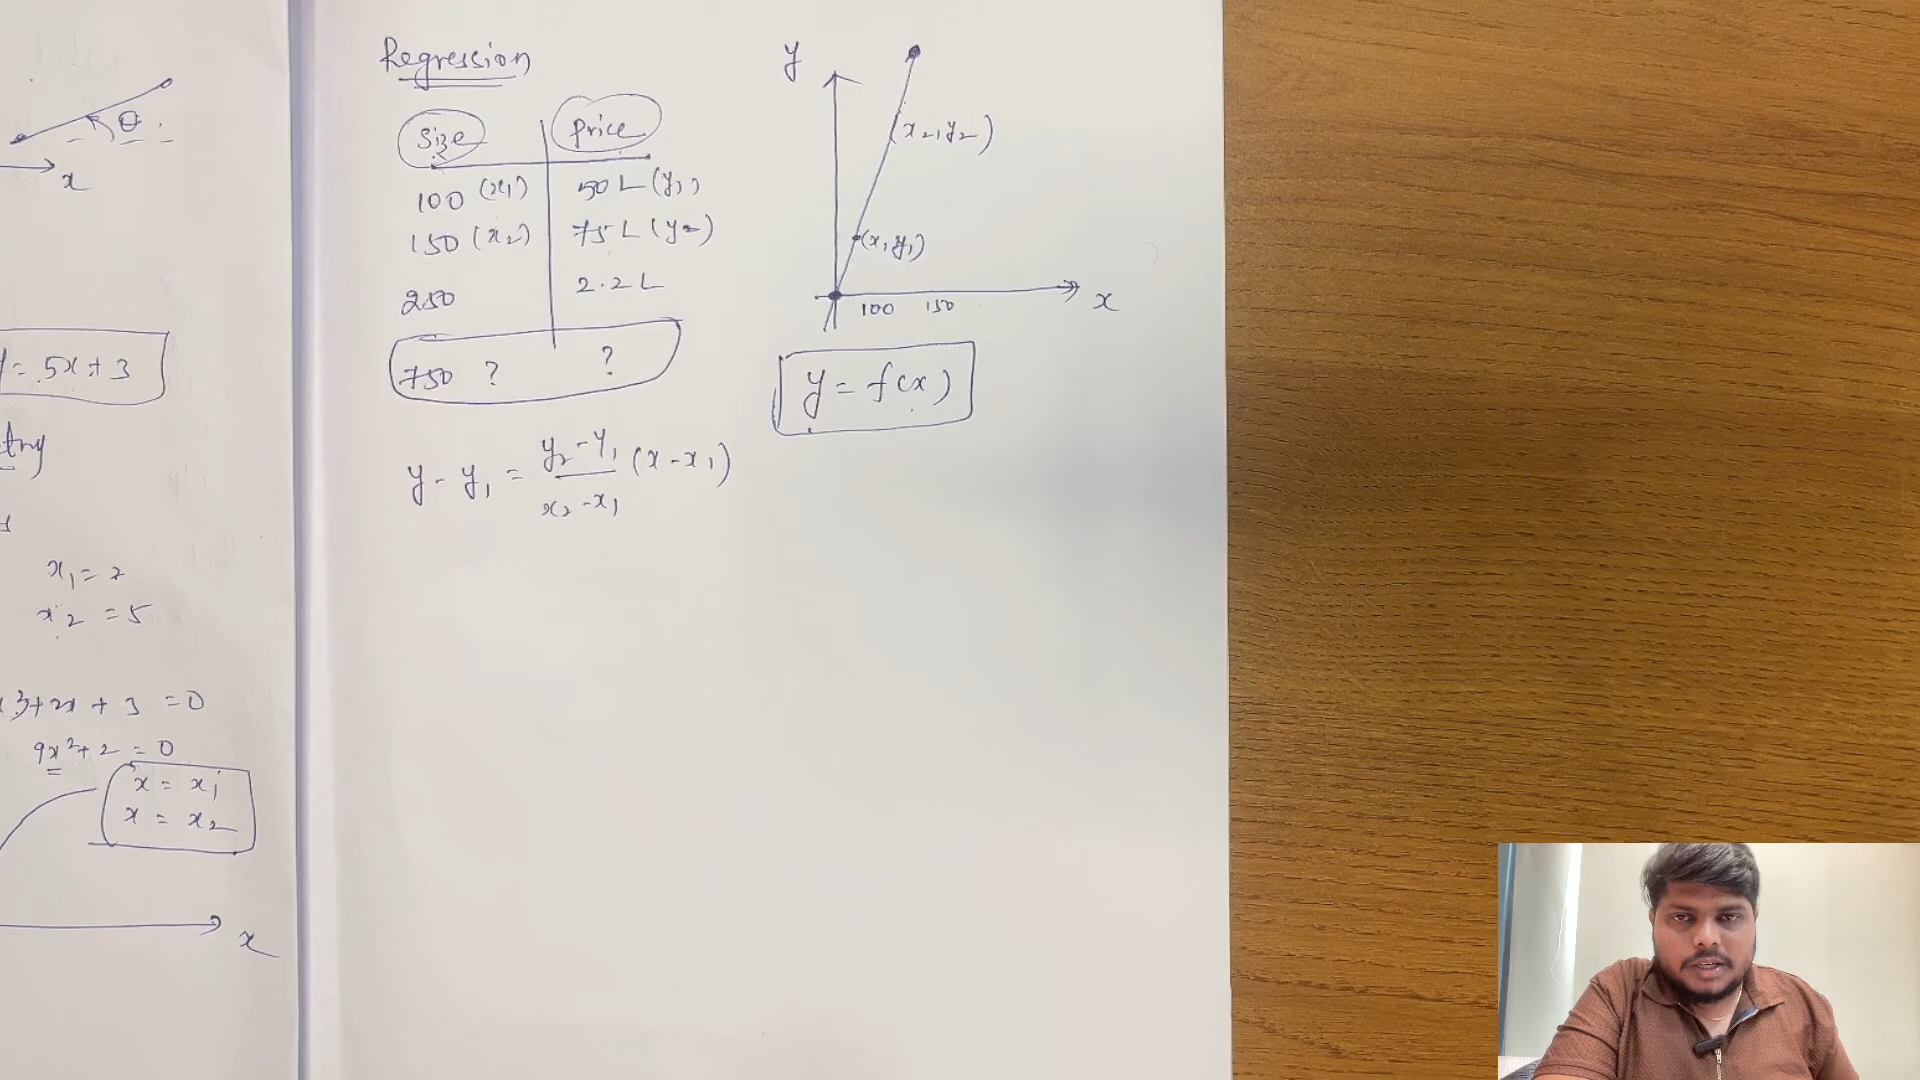 θ
x
y = 5x + 3
try
x₁ = 2
x₂ = 5
x³ + 2x + 3 = 0
9x² + 2 = 0
x = x₁
x = x₂
x
Regression
Size Price
100 (x₁) 50 L (y₁)
150 (x₂) 75 L (y₂)
250 2.2 L
750 ? ?
y - y₁ = y₂ - y₁ / x₂ - x₁ (x - x₁)
y
(x₂, y₂)
(x₁ y₁)
100 150
x
y = f(x)